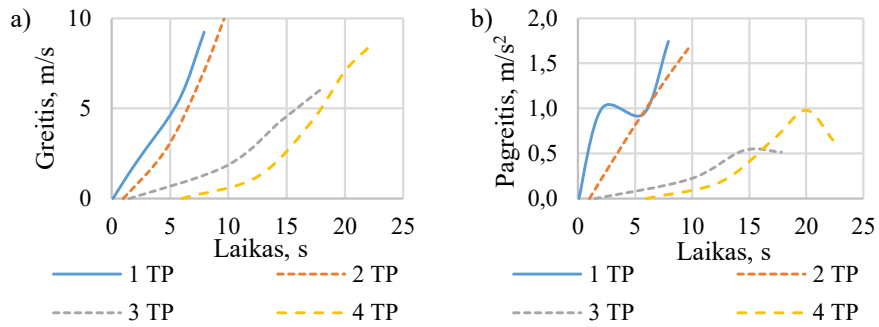 a)
Greitis, m/s
10
5
0
0 5 10 15 20 25
Laikas, s
1 TP 2 TP
3 TP 4 TP
b)
Pagreitis, m/s²
2,0
1,5
1,0
0,5
0,0
0 5 10 15 20 25
Laikas, s
1 TP 2 TP
3 TP 4 TP